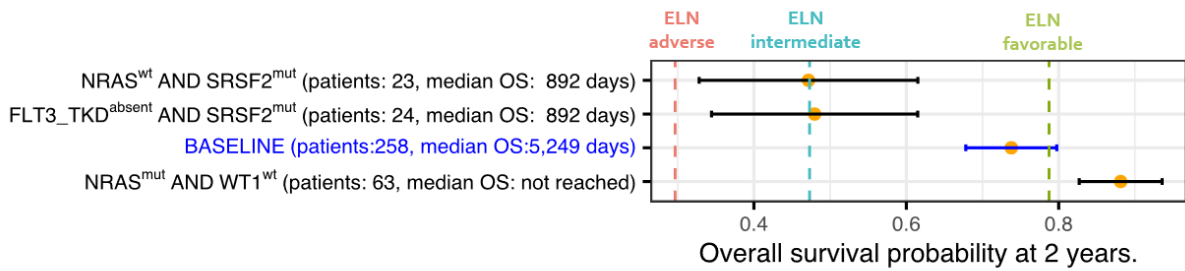 ELN adverse
ELN intermediate
ELN favorable
NRASwt AND SRSF2mut (patients: 23, median OS: 892 days)
FLT3_TKDabsent AND SRSF2mut (patients: 24, median OS: 892 days)
BASELINE (patients:258, median OS:5,249 days)
NRASmut AND WT1wt (patients: 63, median OS: not reached)
0.4 0.6 0.8
Overall survival probability at 2 years.